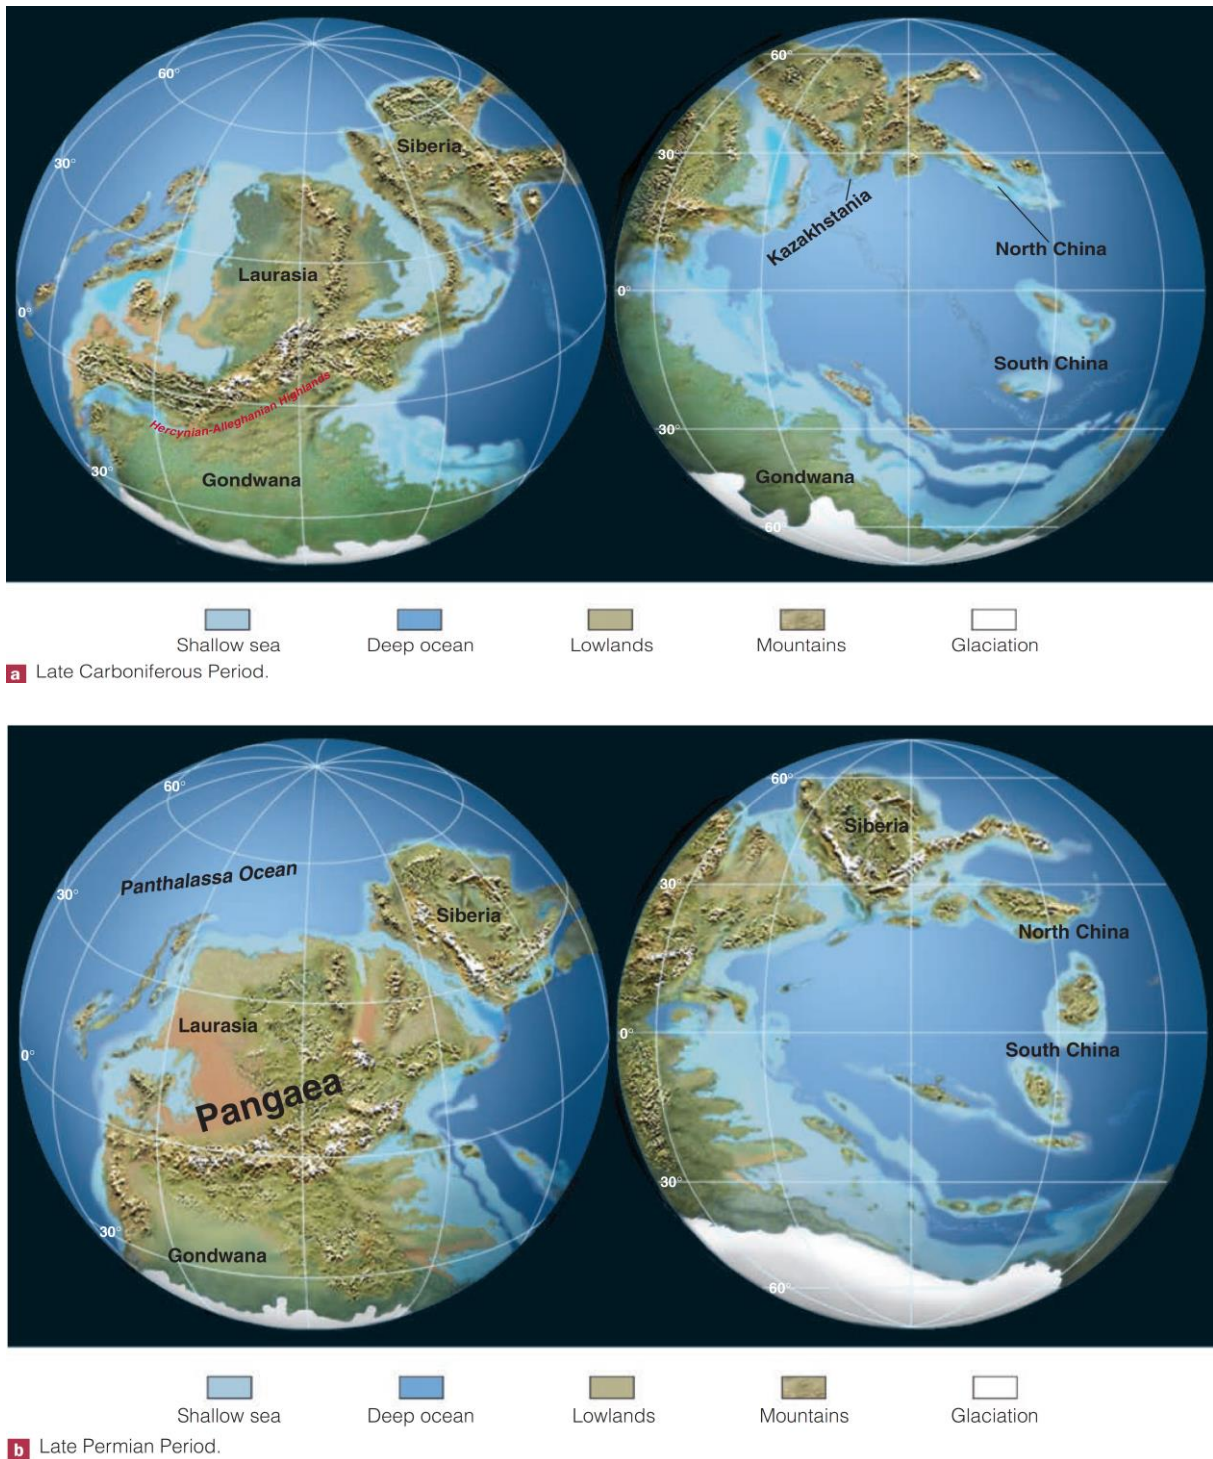 60°
30°
0°
30°
Siberia
Laurasia
Hercynian-Alleghanian Highlands
Gondwana
60°
30°
0°
30°
60
Kazakhstania
North China
South China
Gondwana
Shallow sea
Deep ocean
Lowlands
Mountains
Glaciation
a Late Carboniferous Period.
60°
30°
0°
30°
Panthalassa Ocean
Siberia
Laurasia
Pangaea
Gondwana
60°
30°
0°
30°
60°
Siberia
North China
South China
Shallow sea
Deep ocean
Lowlands
Mountains
Glaciation
b Late Permian Period.